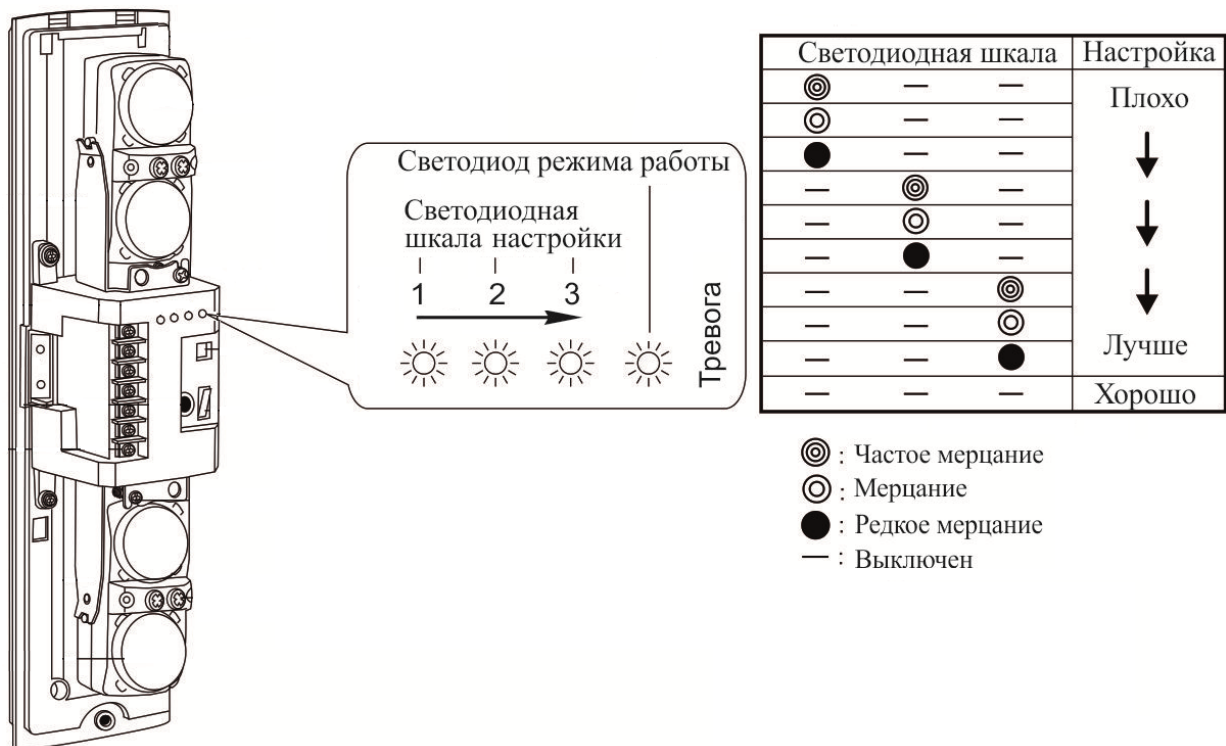 Светодиод режима работы
Светодиодная
шкала настройки
1 2 3
Тревога
Светодиодная шкала Настройка
Плохо
Лучше
Хорошо
: Частое мерцание
: Мерцание
: Редкое мерцание
— : Выключен